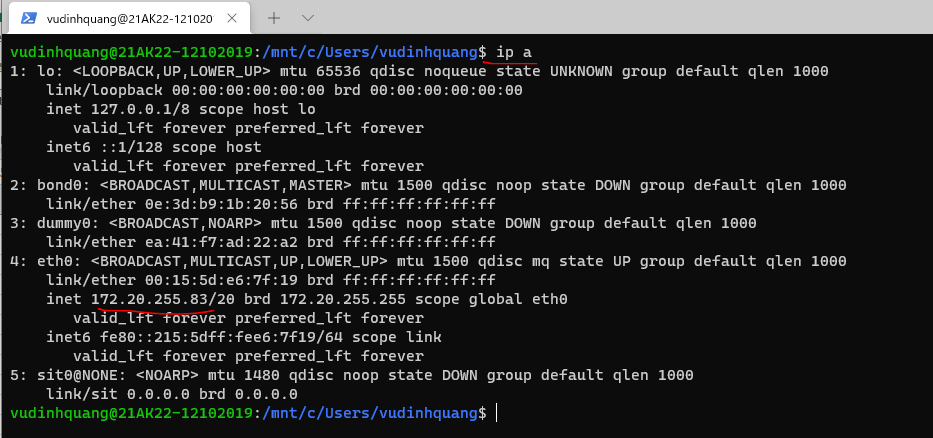 vudinhquang@21AK22-121020
vudinhquang@21AK22-12102019:/mnt/c/Users/vudinhquang$ ip a
1: lo: <LOOPBACK,UP,LOWER_UP> mtu 65536 qdisc noqueue state UNKNOWN group default qlen 1000
    link/loopback 00:00:00:00:00:00 brd 00:00:00:00:00:00
    inet 127.0.0.1/8 scope host lo
       valid_lft forever preferred_lft forever
    inet6 ::1/128 scope host
       valid_lft forever preferred_lft forever
2: bond0: <BROADCAST,MULTICAST,MASTER> mtu 1500 qdisc noop state DOWN group default qlen 1000
    link/ether 0e:3d:b9:1b:20:56 brd ff:ff:ff:ff:ff:ff
3: dummy0: <BROADCAST,NOARP> mtu 1500 qdisc noop state DOWN group default qlen 1000
    link/ether ea:41:f7:ad:22:a2 brd ff:ff:ff:ff:ff:ff
4: eth0: <BROADCAST,MULTICAST,UP,LOWER_UP> mtu 1500 qdisc mq state UP group default qlen 1000
    link/ether 00:15:5d:e6:7f:19 brd ff:ff:ff:ff:ff:ff
    inet 172.20.255.83/20 brd 172.20.255.255 scope global eth0
       valid_lft forever preferred_lft forever
    inet6 fe80::215:5dff:fee6:7f19/64 scope link
       valid_lft forever preferred_lft forever
5: sit0@NONE: <NOARP> mtu 1480 qdisc noop state DOWN group default qlen 1000
    link/sit 0.0.0.0 brd 0.0.0.0
vudinhquang@21AK22-12102019:/mnt/c/Users/vudinhquang$